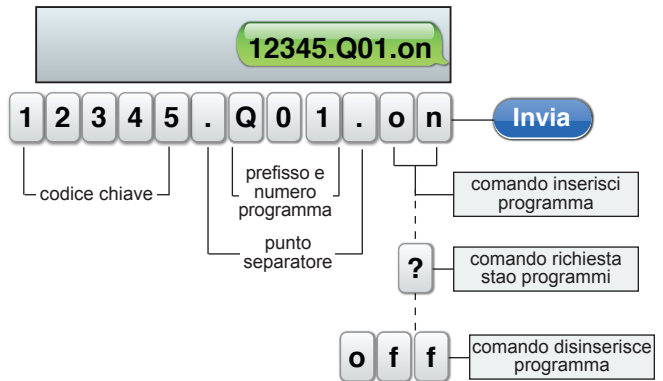 12345.Q01.on
1 2 3 4 5 . Q 0 1 . o n
Invia
codice chiave
prefisso e
numero
programma
punto
separatore
comando inserisci
programma
?
comando richiesta
stao programmi
o f f
comando disinserisce
programma